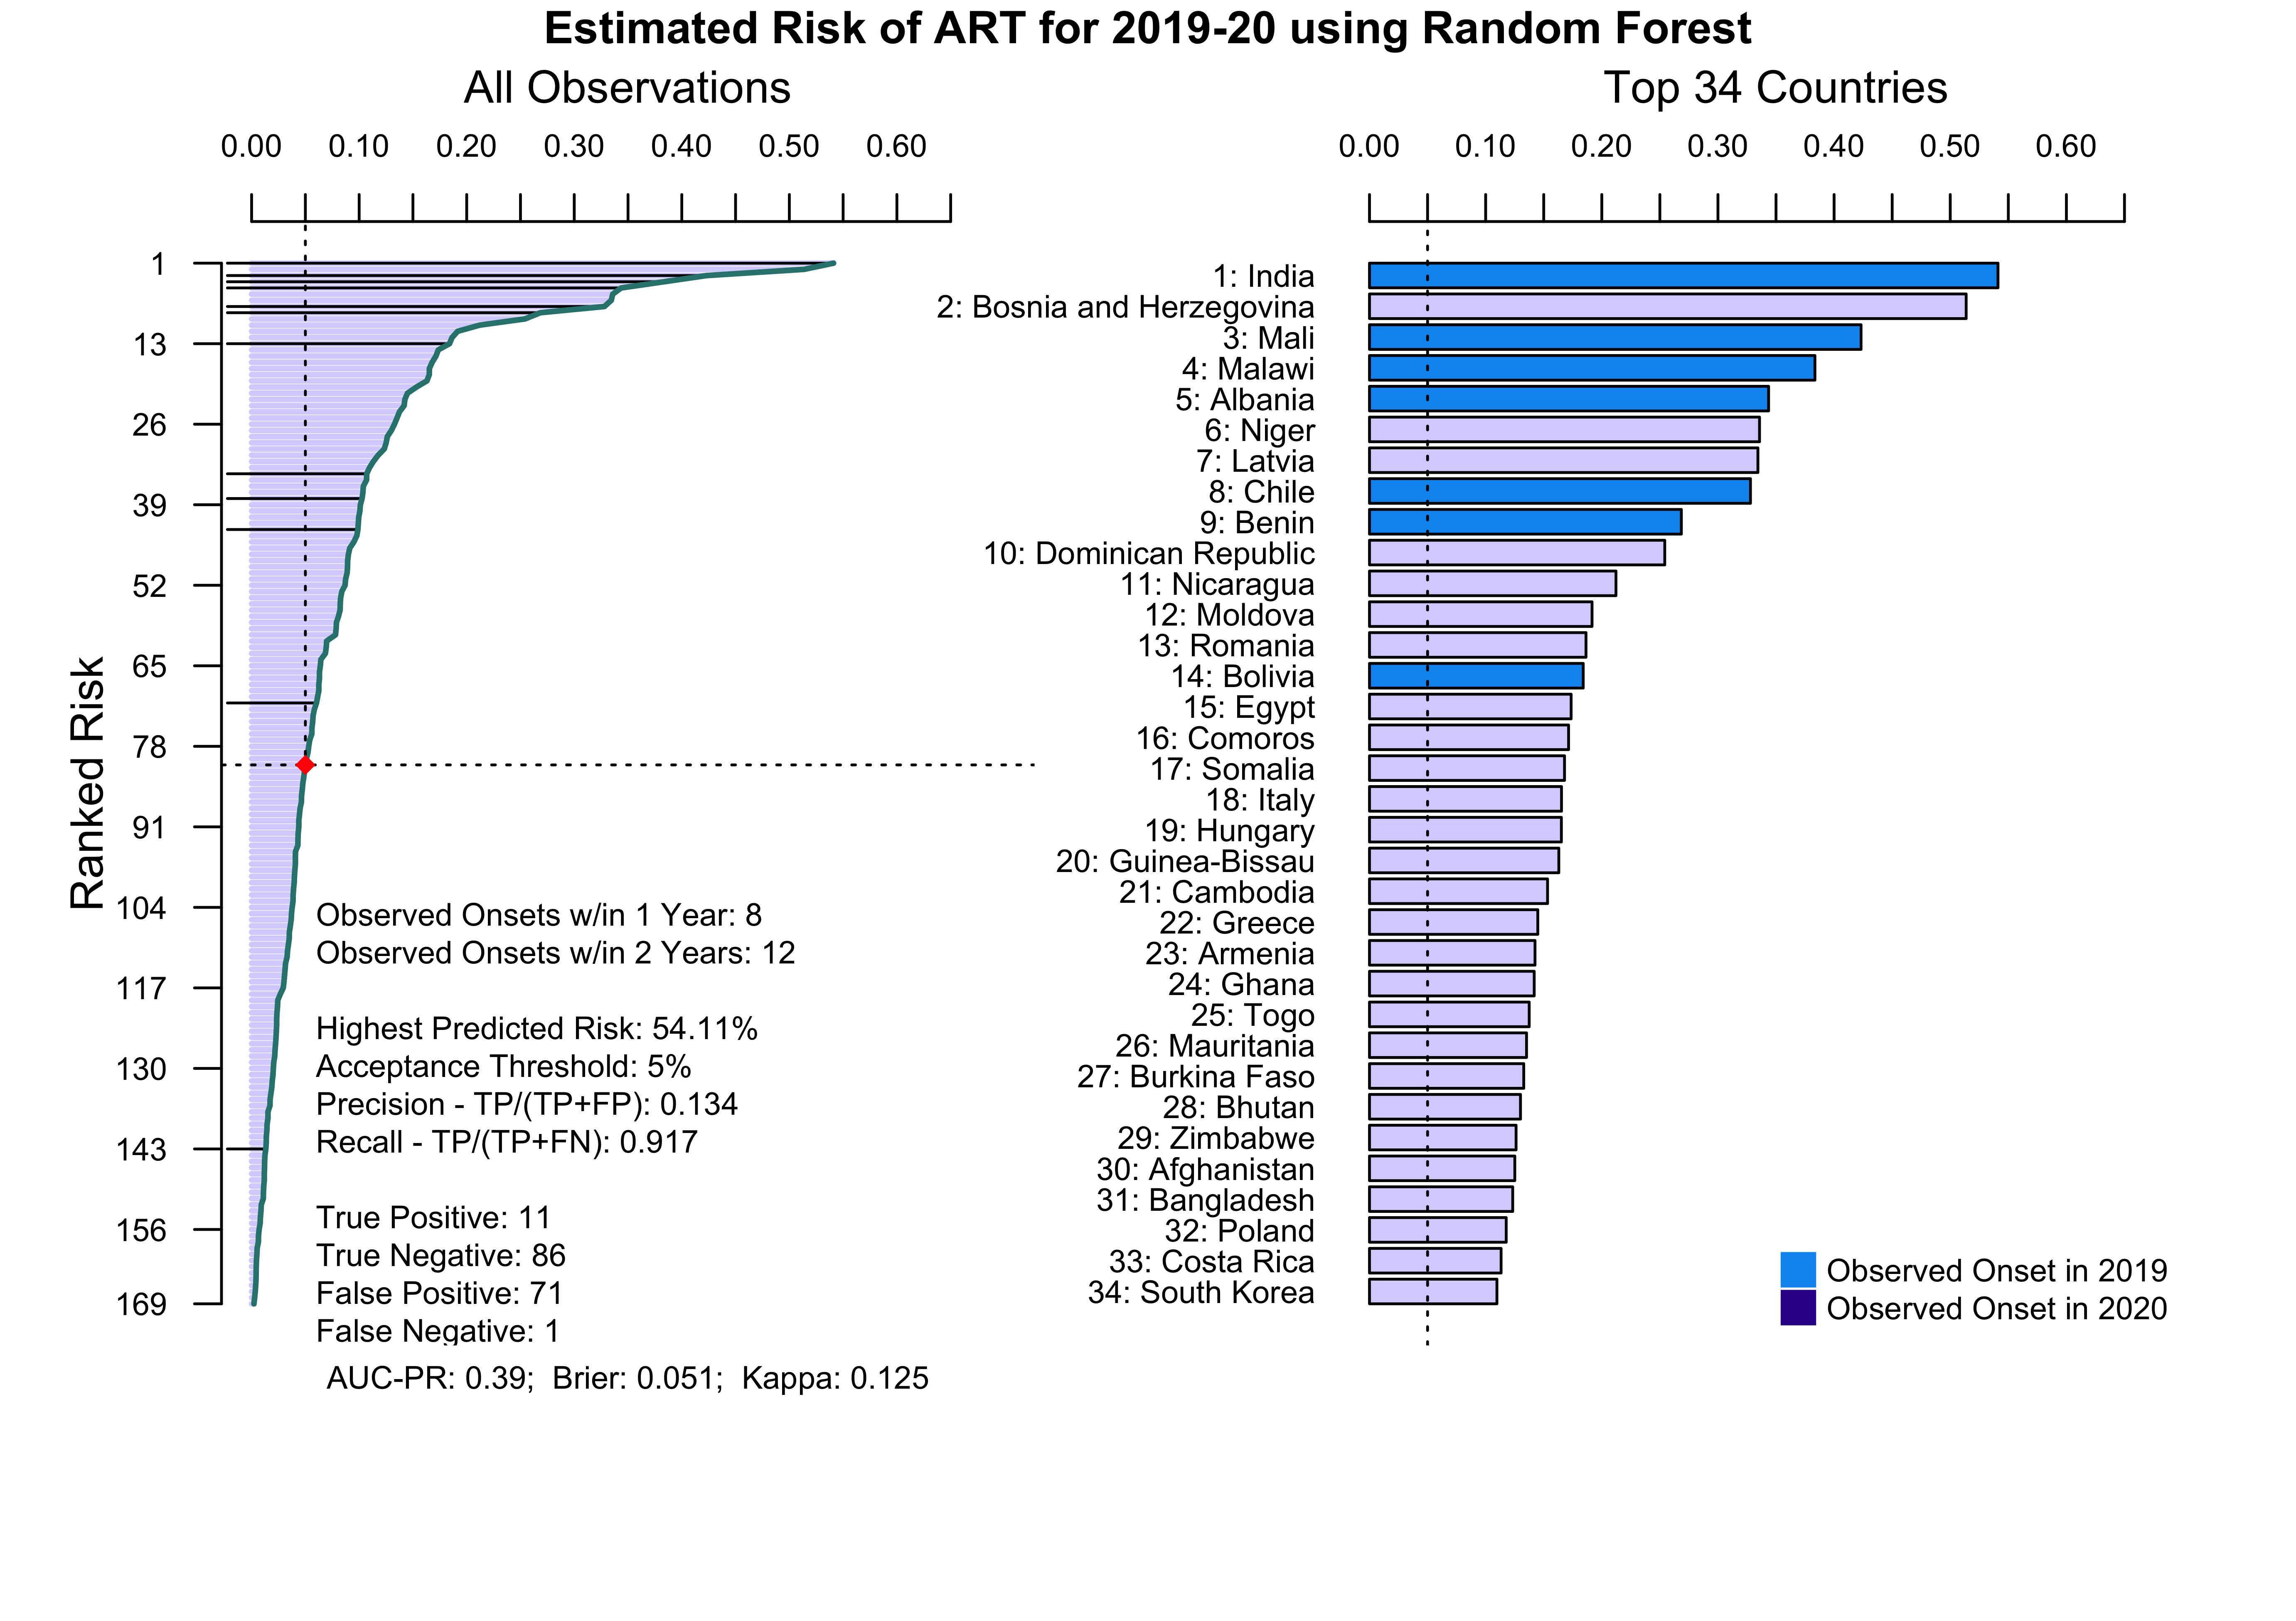 Estimated Risk of ART for 2019-20 using Random Forest
All Observations
0.00 0.10 0.20 0.30 0.40 0.50 0.60
Ranked Risk
1
13
26
39
52
65
78
91
104
117
130
143
156
169
Observed Onsets w/in 1 Year: 8
Observed Onsets w/in 2 Years: 12
Highest Predicted Risk: 54.11%
Acceptance Threshold: 5%
Precision - TP/(TP+FP): 0.134
Recall - TP/(TP+FN): 0.917
True Positive: 11
True Negative: 86
False Positive: 71
False Negative: 1
AUC-PR: 0.39; Brier: 0.051; Kappa: 0.125
Top 34 Countries
0.00 0.10 0.20 0.30 0.40 0.50 0.60
1: India
2: Bosnia and Herzegovina
3: Mali
4: Malawi
5: Albania
6: Niger
7: Latvia
8: Chile
9: Benin
10: Dominican Republic
11: Nicaragua
12: Moldova
13: Romania
14: Bolivia
15: Egypt
16: Comoros
17: Somalia
18: Italy
19: Hungary
20: Guinea-Bissau
21: Cambodia
22: Greece
23: Armenia
24: Ghana
25: Togo
26: Mauritania
27: Burkina Faso
28: Bhutan
29: Zimbabwe
30: Afghanistan
31: Bangladesh
32: Poland
33: Costa Rica
34: South Korea
Observed Onset in 2019
Observed Onset in 2020